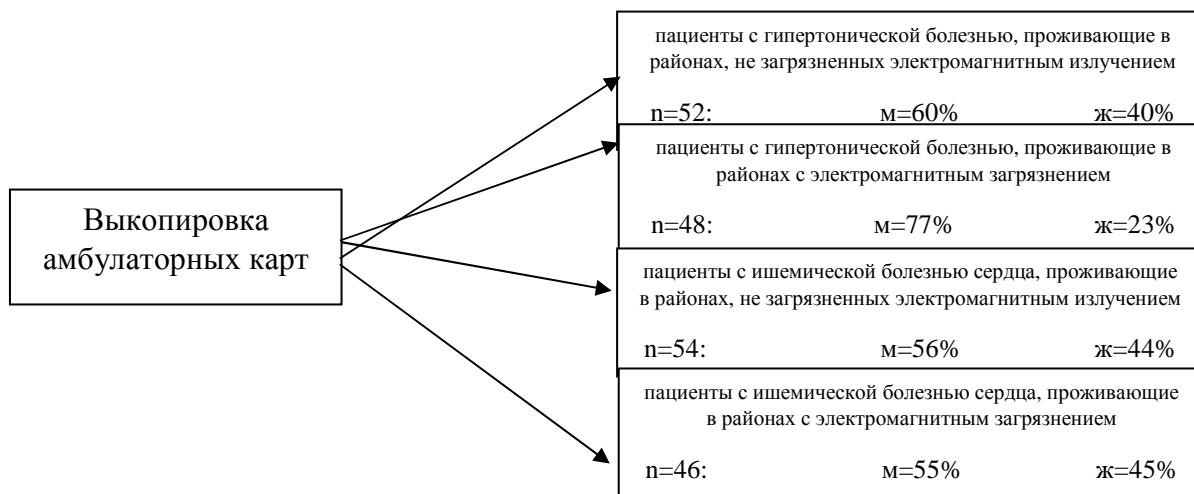 Выкопировка
амбулаторных карт
пациенты с гипертонической болезнью, проживающие в
районах, не загрязненных электромагнитным излучением
n=52: м=60% ж=40%
пациенты с гипертонической болезнью, проживающие в
районах с электромагнитным загрязнением
n=48: м=77% ж=23%
пациенты с ишемической болезнью сердца, проживающие
в районах, не загрязненных электромагнитным излучением
n=54: м=56% ж=44%
пациенты с ишемической болезнью сердца, проживающие
в районах с электромагнитным загрязнением
n=46: м=55% ж=45%